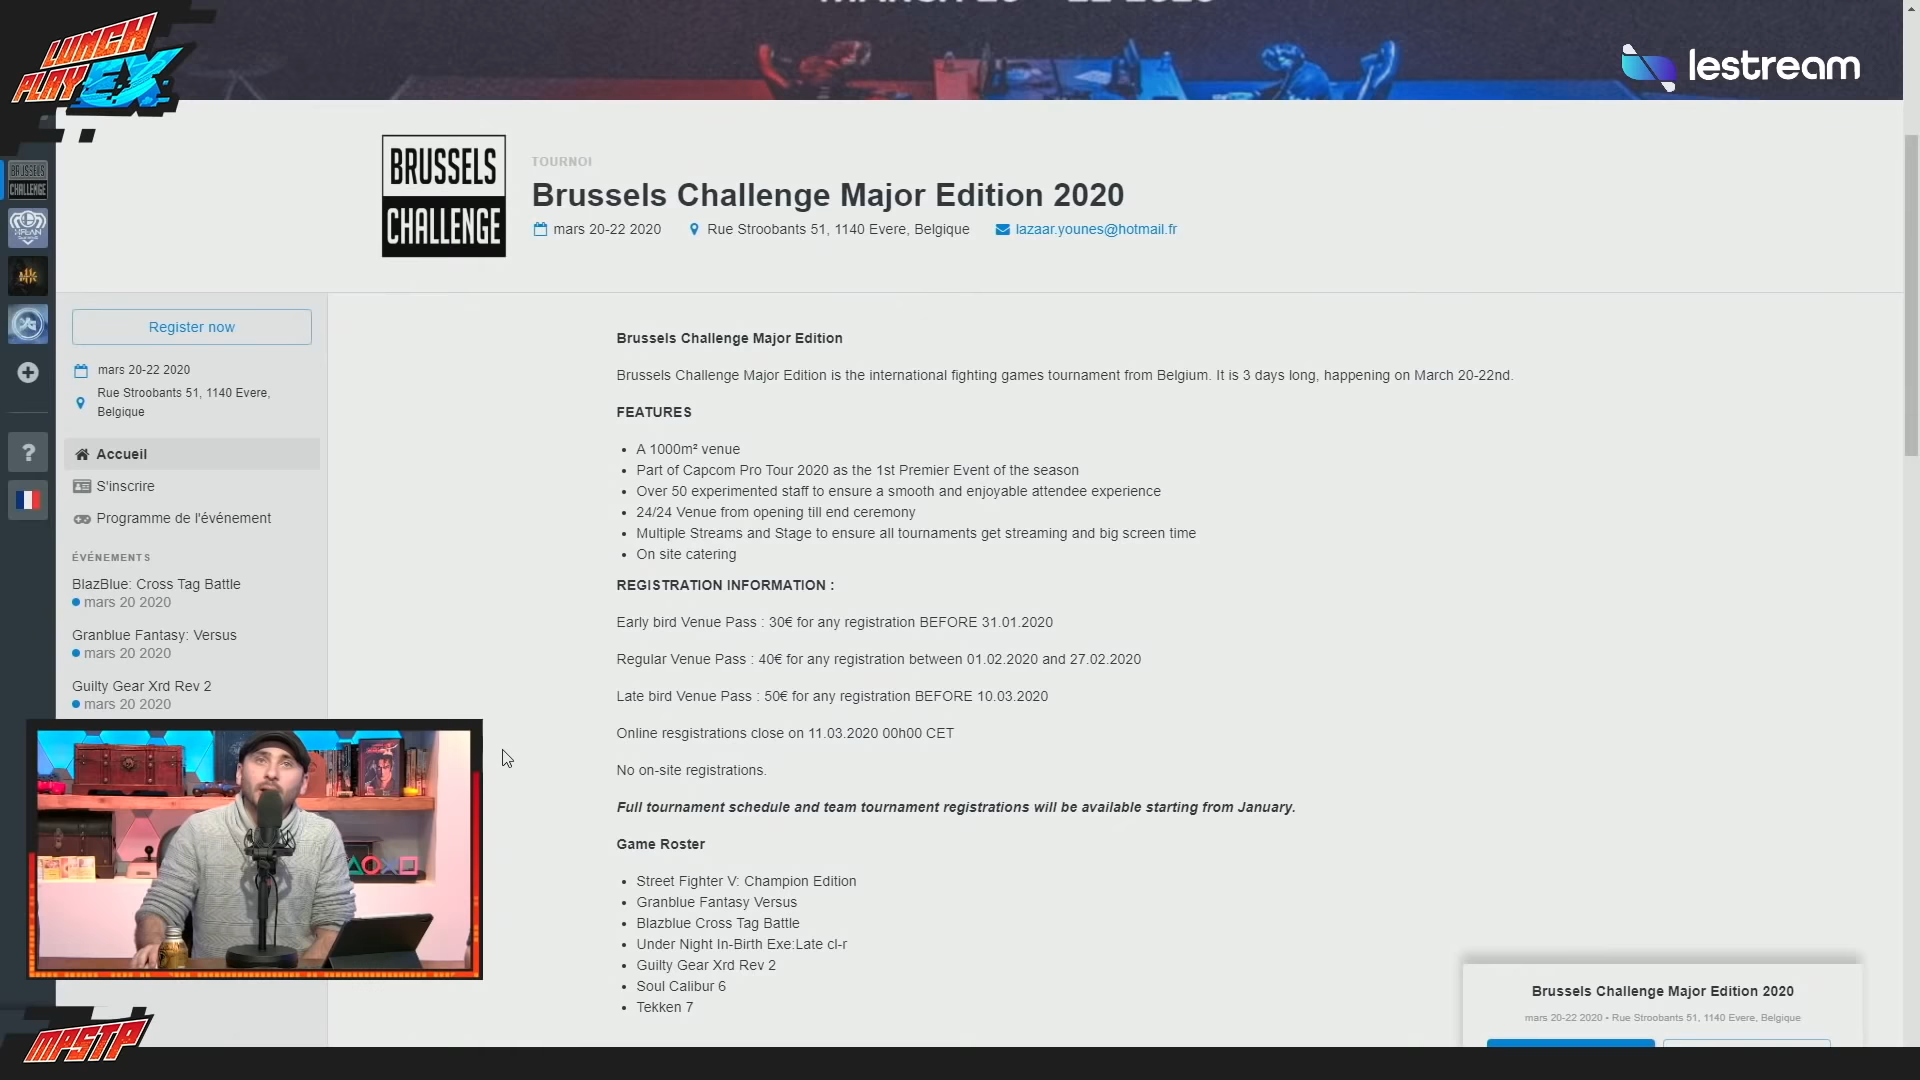 LUNCH
PLAY EX
lestream
BRUSSELS
CHALLENGE
TOURNOI
Brussels Challenge Major Edition 2020
mars 20-22 2020
Rue Stroobants 51, 1140 Evere, Belgique
lazaar.younes@hotmail.fr
BRUSSELS
CHALLENGE
Register now
mars 20-22 2020
Rue Stroobants 51, 1140 Evere,
Belgique
Accueil
S'inscrire
Programme de l'événement
ÉVÉNEMENTS
BlazBlue: Cross Tag Battle
mars 20 2020
Granblue Fantasy: Versus
mars 20 2020
Guilty Gear Xrd Rev 2
mars 20 2020
Brussels Challenge Major Edition
Brussels Challenge Major Edition is the international fighting games tournament from Belgium. It is 3 days long, happening on March 20-22nd.
FEATURES
A 1000m² venue
Part of Capcom Pro Tour 2020 as the 1st Premier Event of the season
Over 50 experimented staff to ensure a smooth and enjoyable attendee experience
24/24 Venue from opening till end ceremony
Multiple Streams and Stage to ensure all tournaments get streaming and big screen time
On site catering
REGISTRATION INFORMATION :
Early bird Venue Pass : 30€ for any registration BEFORE 31.01.2020
Regular Venue Pass : 40€ for any registration between 01.02.2020 and 27.02.2020
Late bird Venue Pass : 50€ for any registration BEFORE 10.03.2020
Online resgistrations close on 11.03.2020 00h00 CET
No on-site registrations.
Full tournament schedule and team tournament registrations will be available starting from January.
Game Roster
Street Fighter V: Champion Edition
Granblue Fantasy Versus
Blazblue Cross Tag Battle
Under Night In-Birth Exe:Late cl-r
Guilty Gear Xrd Rev 2
Soul Calibur 6
Tekken 7
Brussels Challenge Major Edition 2020
mars 20-22 2020 • Rue Stroobants 51, 1140 Evere, Belgique
MPSTP